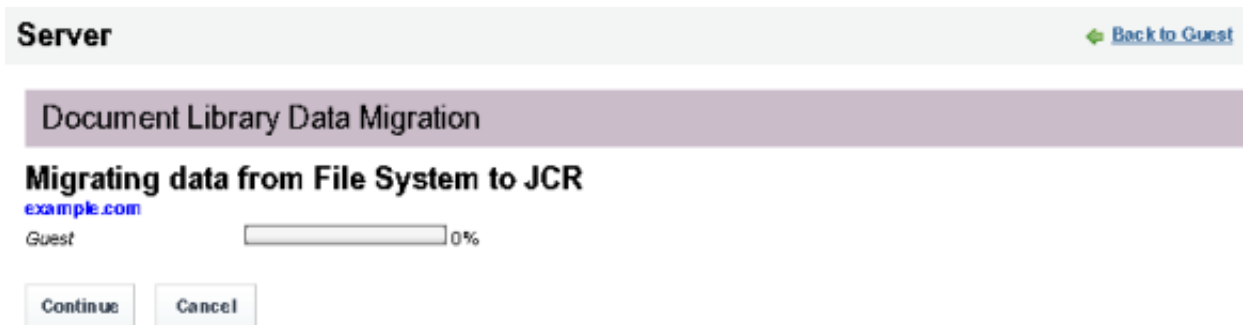 Server
Back to Guest
Document Library Data Migration
Migrating data from File System to JCR
example.com
Guest 0%
Continue Cancel